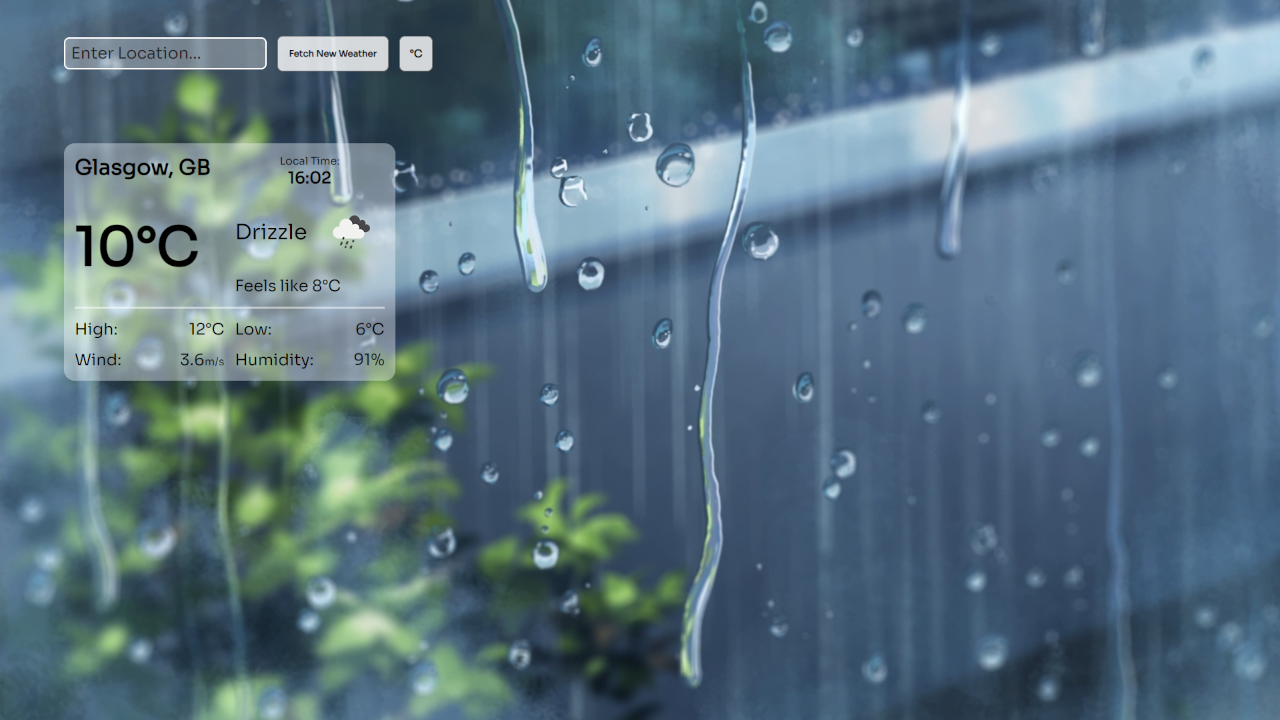 Enter Location...
Fetch New Weather
°C
Glasgow, GB
Local Time:
16:02
10°C
Drizzle
Feels like 8°C
High: 12°C Low: 6°C
Wind: 3.6m/s Humidity: 91%